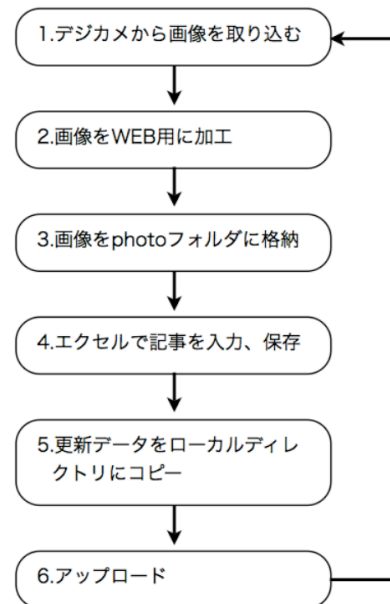 1.デジカメから画像を取り込む
2.画像をWEB用に加工
3.画像をphotoフォルダに格納
4.エクセルで記事を入力、保存
5.更新データをローカルディレ
クトリにコピー
6.アップロード